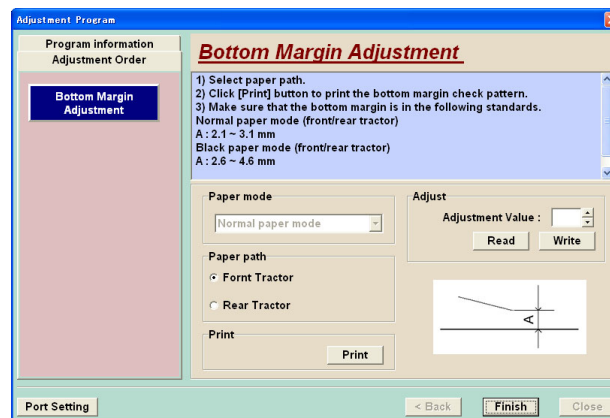 Adjustment Program
Program information
Adjustment Order
Bottom Margin
Adjustment
Bottom Margin Adjustment
1) Select paper path.
2) Click [Print] button to print the bottom margin check pattern.
3) Make sure that the bottom margin is in the following standards.
Normal paper mode (front/rear tractor)
A : 2.1 ~ 3.1 mm
Black paper mode (front/rear tractor)
A : 2.6 ~ 4.6 mm
Paper mode
Normal paper mode
Paper path
Fornt Tractor
Rear Tractor
Print
Print
Adjust
Adjustment Value :
Read Write
A
Port Setting
< Back Finish Close